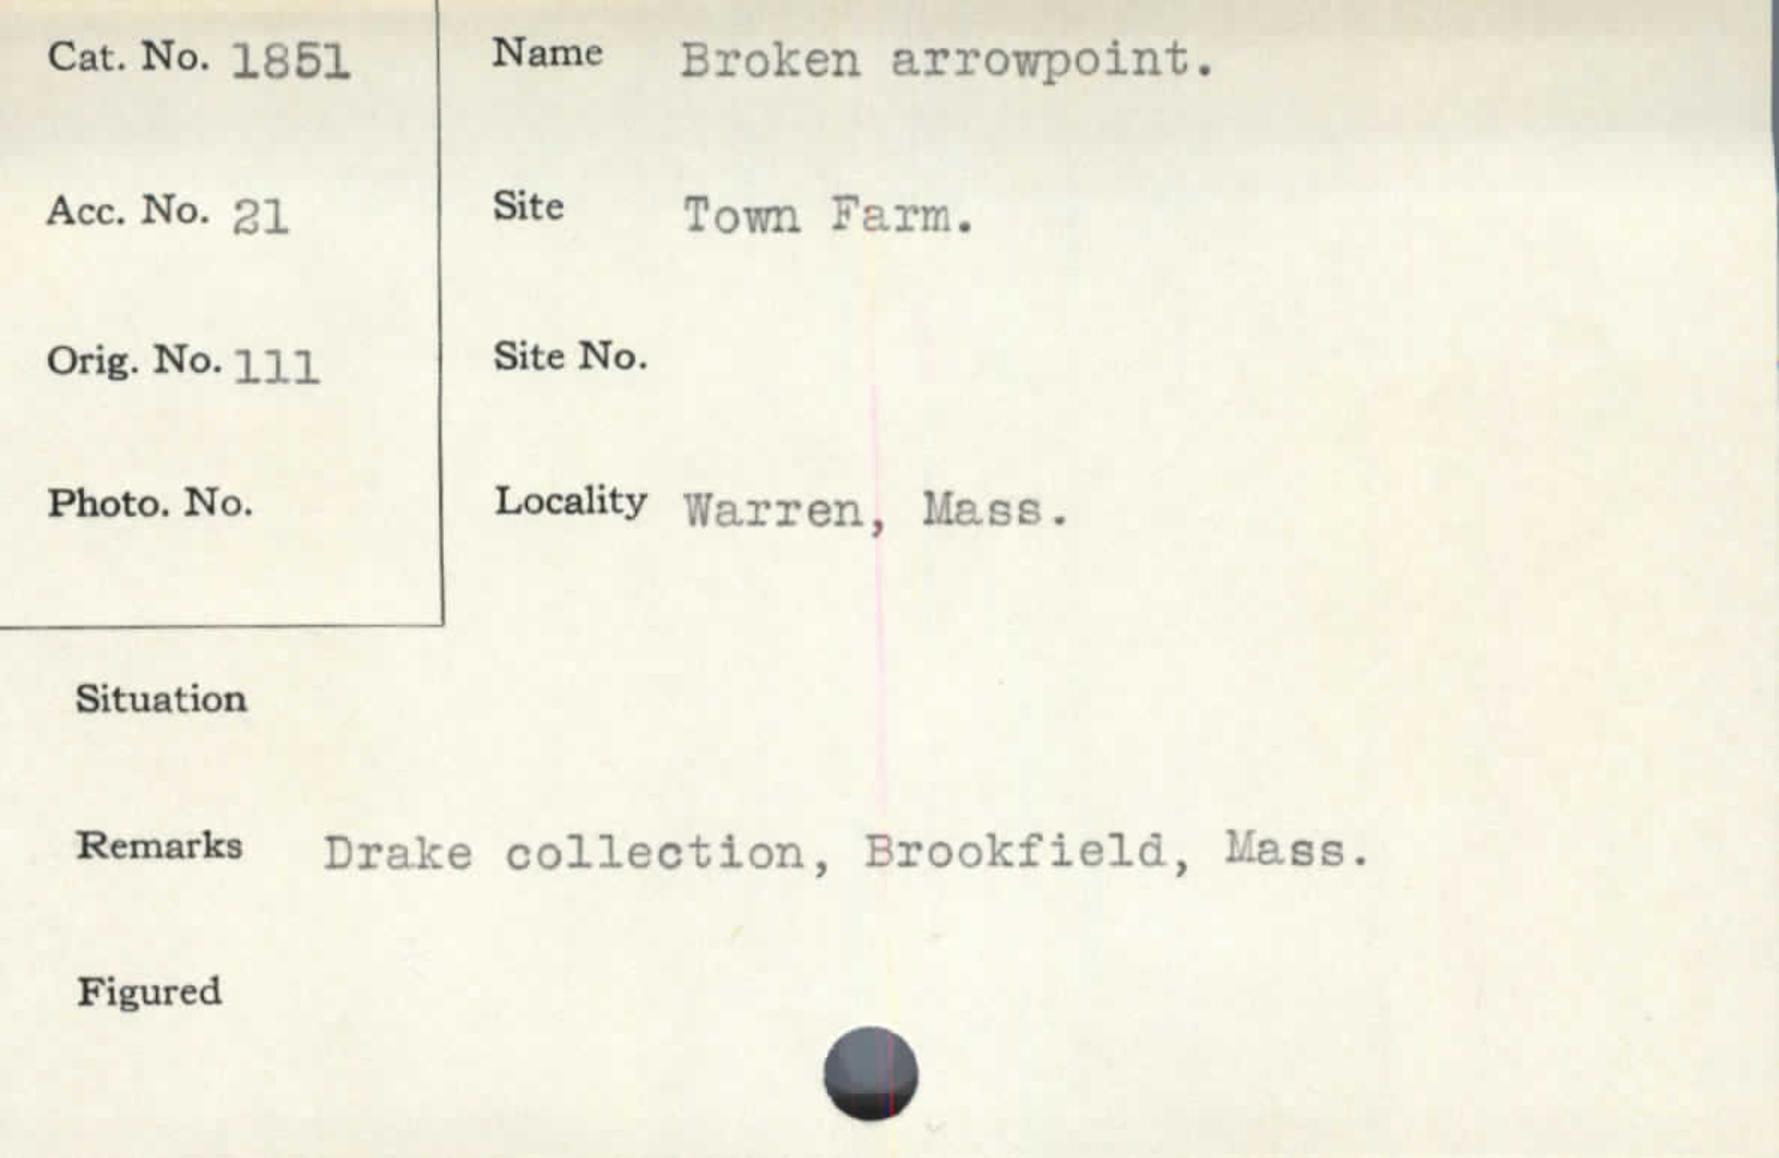 Cat. No. 1851
Name Broken arrowpoint.
Acc. No. 21
Site Town Farm.
Orig. No. 111
Site No.
Photo. No.
Locality Warren, Mass.
Situation
Remarks Drake collection, Brookfield, Mass.
Figured